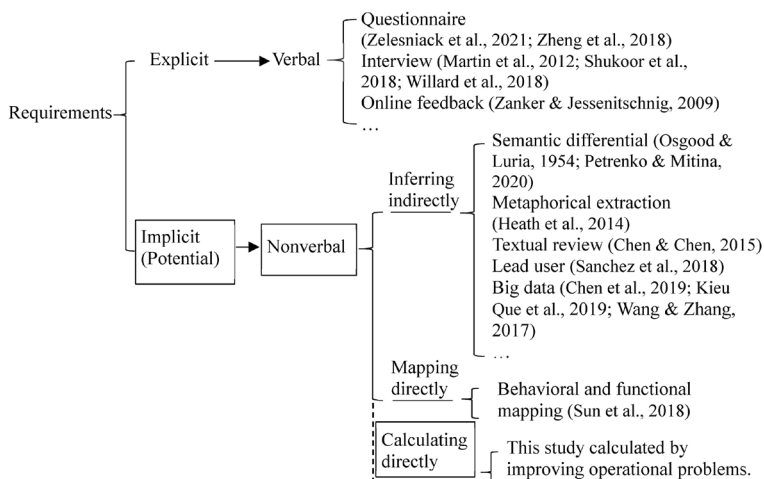 Questionnaire
(Zelesniack et al., 2021; Zheng et al., 2018)
Explicit
Verbal
Interview (Martin et al., 2012; Shukoor et al.,
2018; Willard et al., 2018)
Online feedback (Zanker & Jessenitschnig, 2009)
...
Requirements
Semantic differential (Osgood &
Luria, 1954; Petrenko & Mitina,
2020)
Inferring
indirectly
Metaphorical extraction
(Heath et al., 2014)
Implicit
(Potential)
Nonverbal
Textual review (Chen & Chen, 2015)
Lead user (Sanchez et al., 2018)
Big data (Chen et al., 2019; Kieu
Que et al., 2019; Wang & Zhang,
2017)
...
Mapping
directly
Behavioral and functional
mapping (Sun et al., 2018)
Calculating
directly
This study calculated by
improving operational problems.